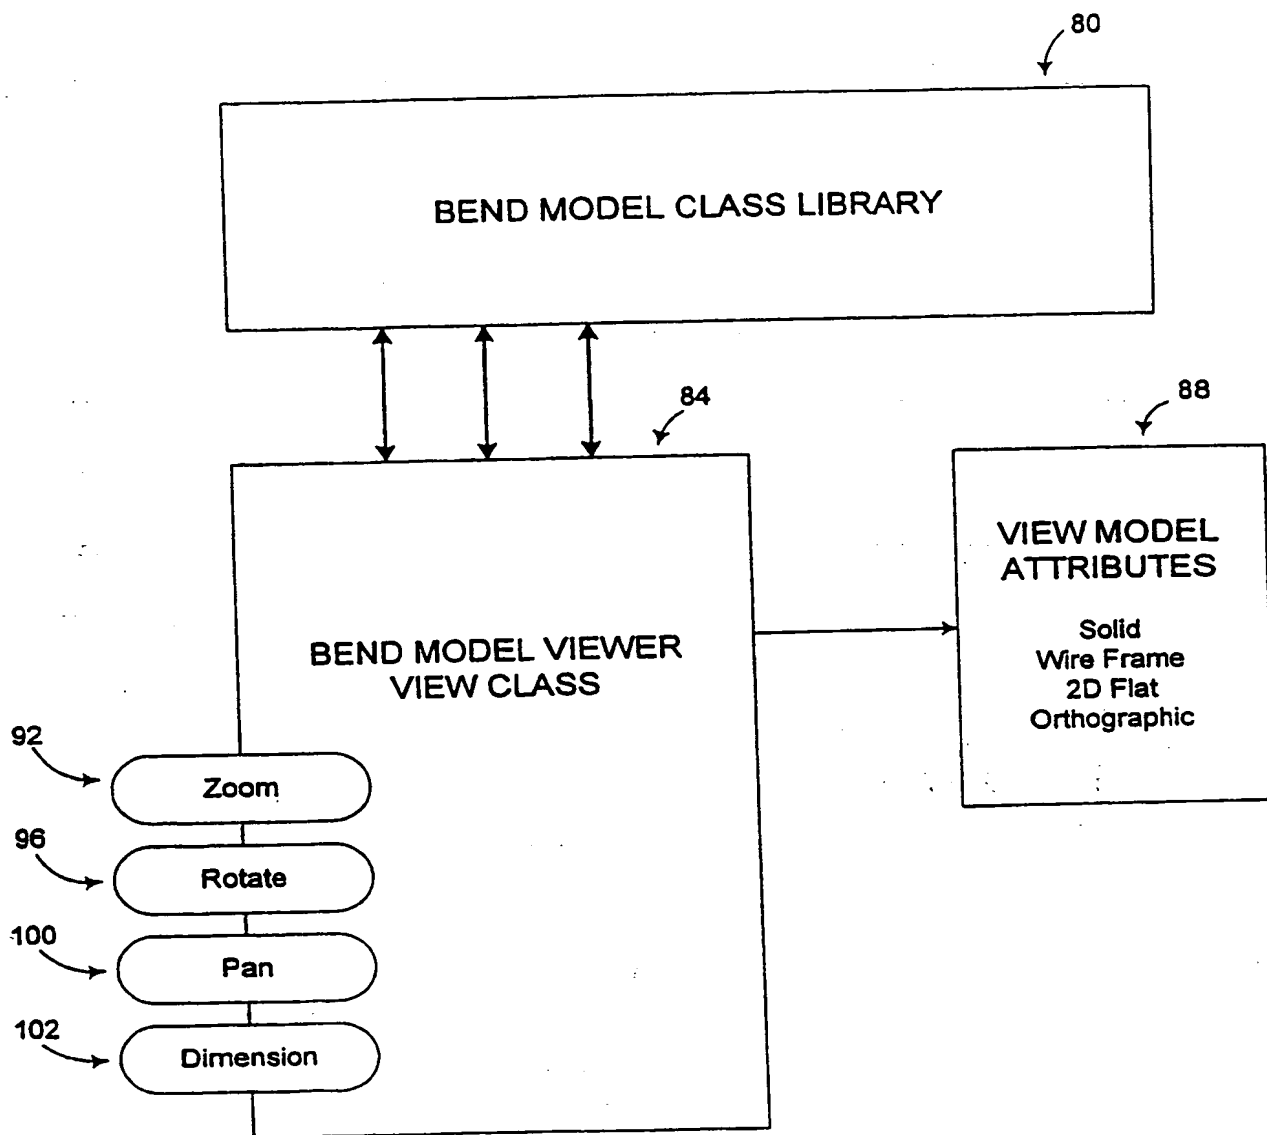 80
BEND MODEL CLASS LIBRARY
84
88
VIEW MODEL
ATTRIBUTES
Solid
Wire Frame
2D Flat
Orthographic
BEND MODEL VIEWER
VIEW CLASS
92
Zoom
96
Rotate
100
Pan
102
Dimension